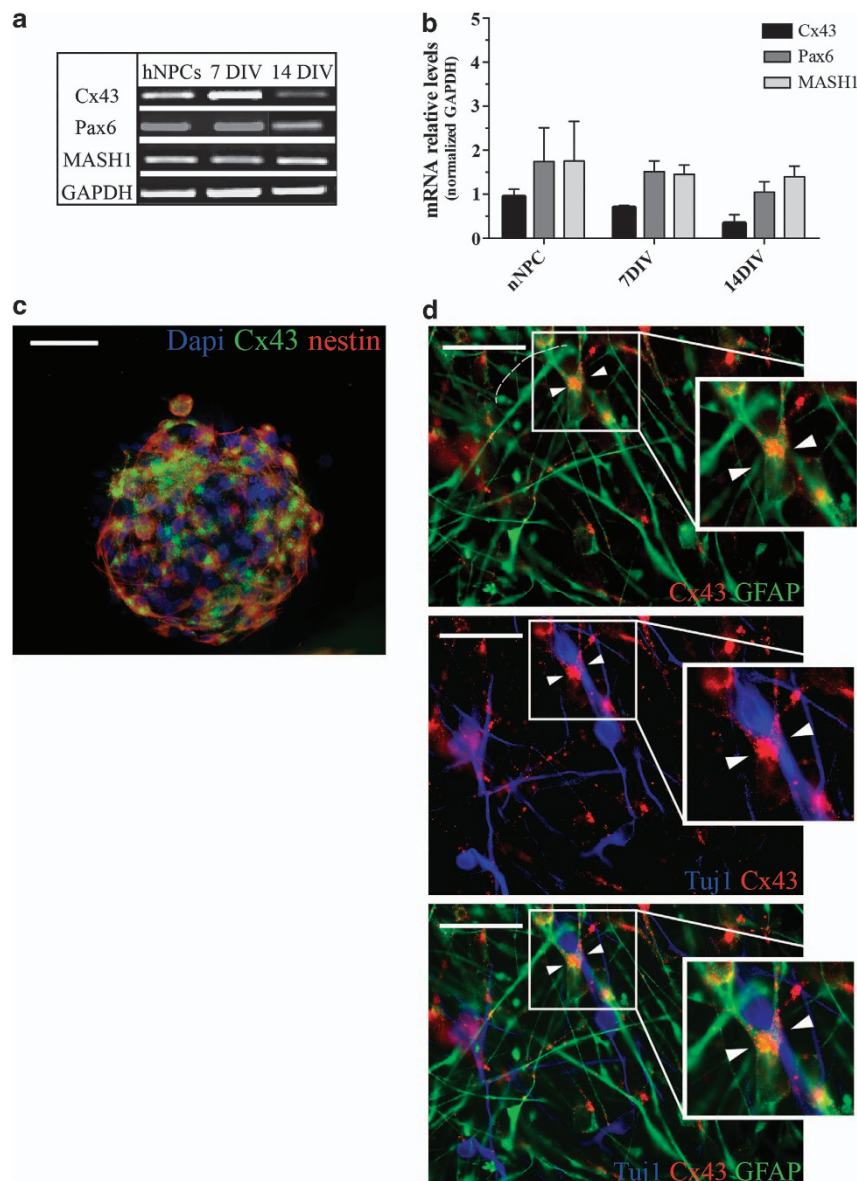 a
hNPCs 7 DIV 14 DIV
Cx43
Pax6
MASH1
GAPDH
b
mRNA relative levels
(normalized GAPDH)
5
4
3
2
1
0
nNPC
7DIV
14DIV
Cx43
Pax6
MASH1
c
Dapi Cx43 nestin
d
Cx43 GFAP
Tuj1 Cx43
Tuj1 Cx43 GFAP